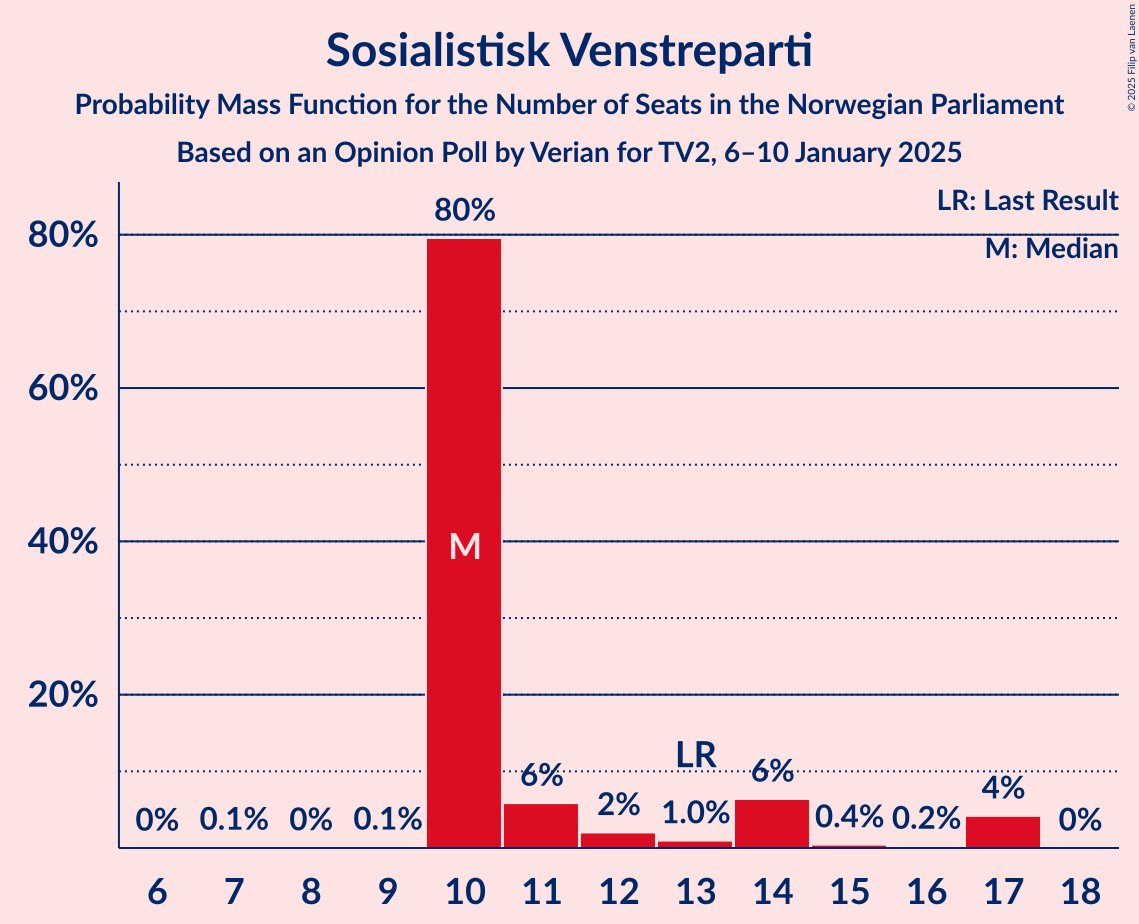 Sosialistisk Venstreparti
Probability Mass Function for the Number of Seats in the Norwegian Parliament
Based on an Opinion Poll by Verian for TV2, 6–10 January 2025
© 2025 Filip van Laenen
LR: Last Result
M: Median
80%
60%
40%
20%
0%
0.1%
0%
0.1%
80%
M
6%
2%
LR
1.0%
6%
0.4%
0.2%
4%
0%
6 7 8 9 10 11 12 13 14 15 16 17 18